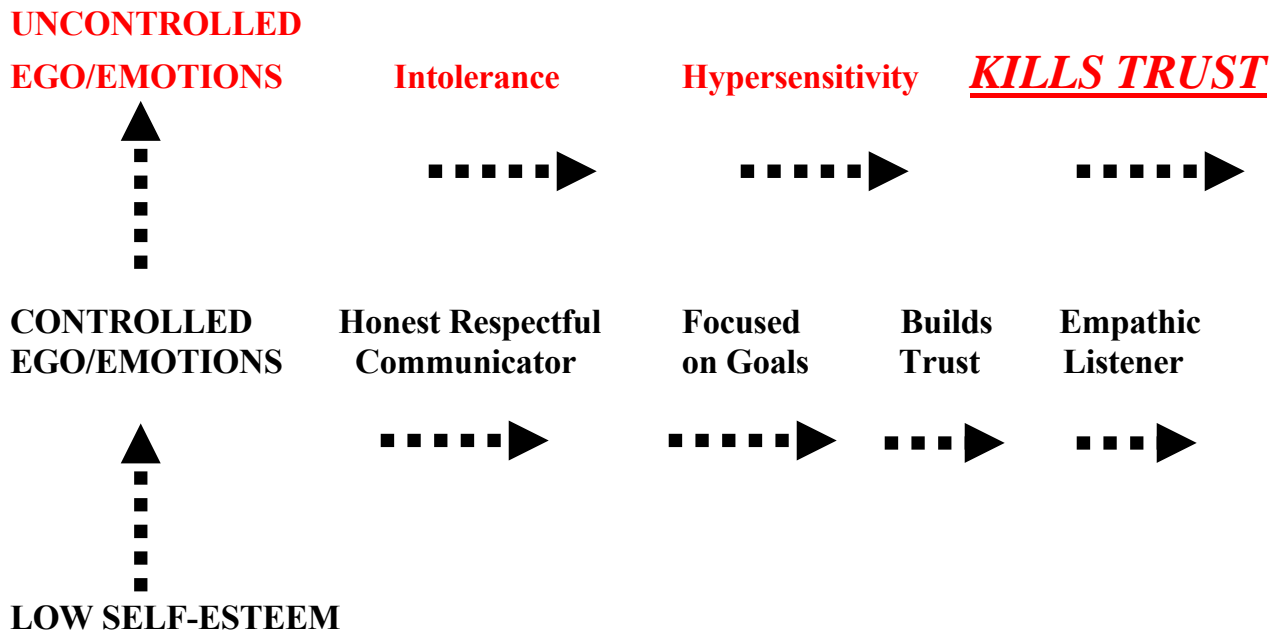 UNCONTROLLED
EGO/EMOTIONS Intolerance Hypersensitivity KILLS TRUST
CONTROLLED Honest Respectful Focused Builds Empathic
EGO/EMOTIONS Communicator on Goals Trust Listener
LOW SELF-ESTEEM